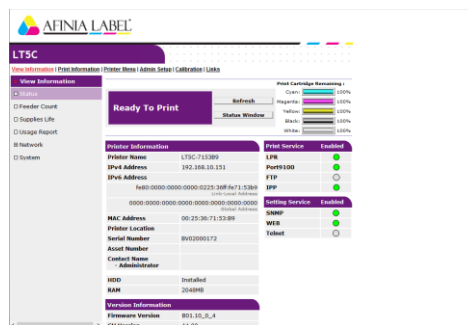 AFINIA LABEL
LT5C
View Information | Print Information | Printer Menu | Admin Setup | Calibration | Links
View Information
Status
Feeder Count
Supplies Life
Usage Report
Network
System
Ready To Print
Refresh
Status Window
Print Cartridge Remaining :
Cyan: 100%
Magenta: 100%
Yellow: 100%
Black: 100%
White: 100%
Printer Information
Printer Name LT5C-7153B9
IPv4 Address 192.168.10.151
IPv6 Address
fe80:0000:0000:0000:0225:36ff:fe71:53b9
Link-Local Address
0000:0000:0000:0000:0000:0000:0000:0000
Global Address
MAC Address 00:25:36:71:53:B9
Printer Location
Serial Number BV02000172
Asset Number
Contact Name
- Administrator
HDD Installed
RAM 2048MB
Version Information
Firmware Version B01.10_0_4
Print Service Enabled
LPR
Port9100
FTP
IPP
Setting Service Enabled
SNMP
WEB
Telnet